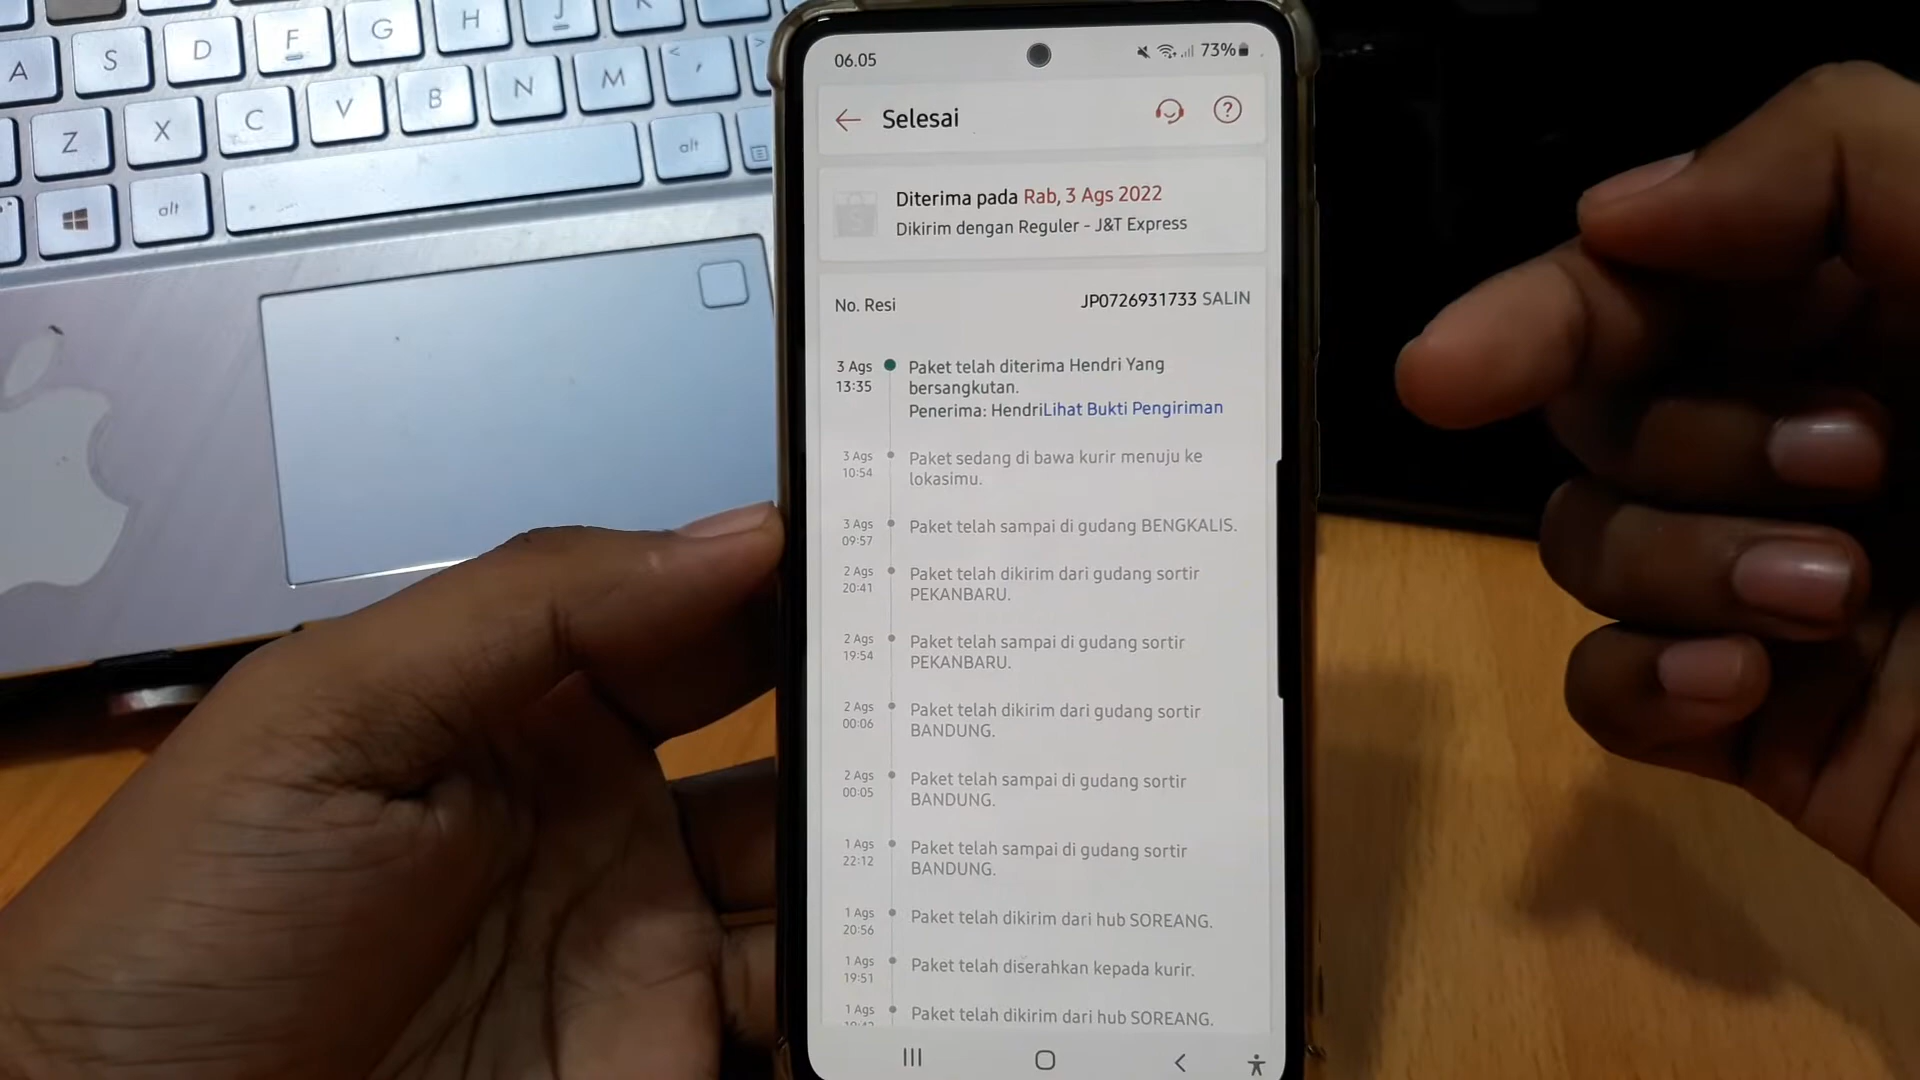 A S D F G H J K
Z X C V B N M < ,
alt alt
06.05 73%
Selesai ?
Diterima pada Rab, 3 Ags 2022
Dikirim dengan Reguler - J&T Express
No. Resi JP0726931733 SALIN
3 Ags Paket telah diterima Hendri Yang
13:35 bersangkutan.
Penerima: HendriLihat Bukti Pengiriman
3 Ags Paket sedang di bawa kurir menuju ke
10:54 lokasimu.
3 Ags Paket telah sampai di gudang BENGKALIS.
09:57
2 Ags Paket telah dikirim dari gudang sortir
20:41 PEKANBARU.
2 Ags Paket telah sampai di gudang sortir
19:54 PEKANBARU.
2 Ags Paket telah dikirim dari gudang sortir
00:06 BANDUNG.
2 Ags Paket telah sampai di gudang sortir
00:05 BANDUNG.
1 Ags Paket telah sampai di gudang sortir
22:12 BANDUNG.
1 Ags Paket telah dikirim dari hub SOREANG.
20:56
1 Ags Paket telah diserahkan kepada kurir.
19:51
1 Ags Paket telah dikirim dari hub SOREANG.